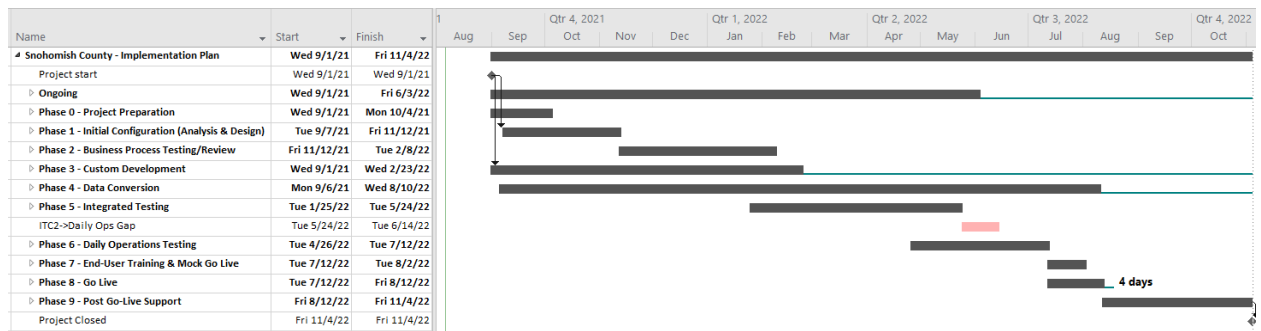 1 Qtr 4, 2021 Qtr 1, 2022 Qtr 2, 2022 Qtr 3, 2022 Qtr 4, 2022
Name Start Finish Aug Sep Oct Nov Dec Jan Feb Mar Apr May Jun Jul Aug Sep Oct
Snohomish County - Implementation Plan Wed 9/1/21 Fri 11/4/22
Project start Wed 9/1/21 Wed 9/1/21
Ongoing Wed 9/1/21 Fri 6/3/22
Phase 0 - Project Preparation Wed 9/1/21 Mon 10/4/21
Phase 1 - Initial Configuration (Analysis & Design) Tue 9/7/21 Fri 11/12/21
Phase 2 - Business Process Testing/Review Fri 11/12/21 Tue 2/8/22
Phase 3 - Custom Development Wed 9/1/21 Wed 2/23/22
Phase 4 - Data Conversion Mon 9/6/21 Wed 8/10/22
Phase 5 - Integrated Testing Tue 1/25/22 Tue 5/24/22
ITC2->Daily Ops Gap Tue 5/24/22 Tue 6/14/22
Phase 6 - Daily Operations Testing Tue 4/26/22 Tue 7/12/22
Phase 7 - End-User Training & Mock Go Live Tue 7/12/22 Tue 8/2/22
Phase 8 - Go Live Tue 7/12/22 Fri 8/12/22 4 days
Phase 9 - Post Go-Live Support Fri 8/12/22 Fri 11/4/22
Project Closed Fri 11/4/22 Fri 11/4/22